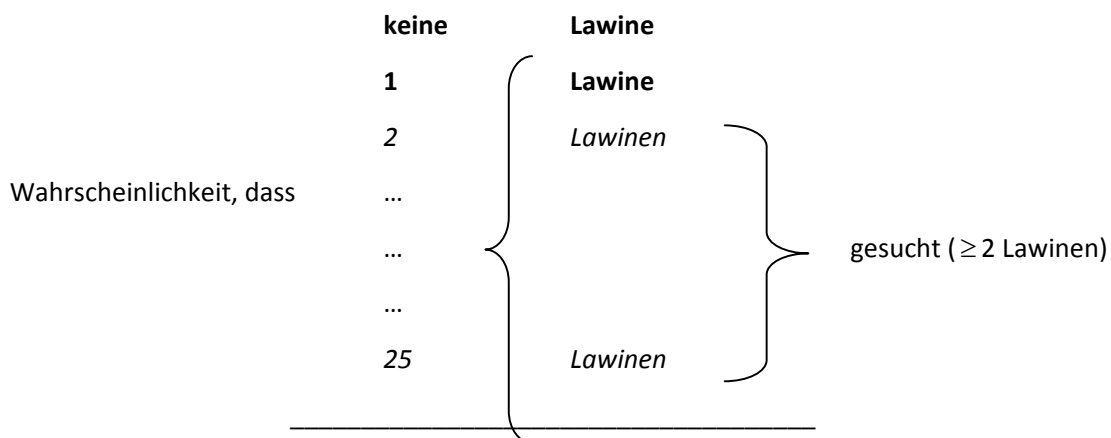 keine Lawine
1 Lawine
2 Lawinen
Wahrscheinlichkeit, dass ...
... gesucht (≥2 Lawinen)
...
25 Lawinen